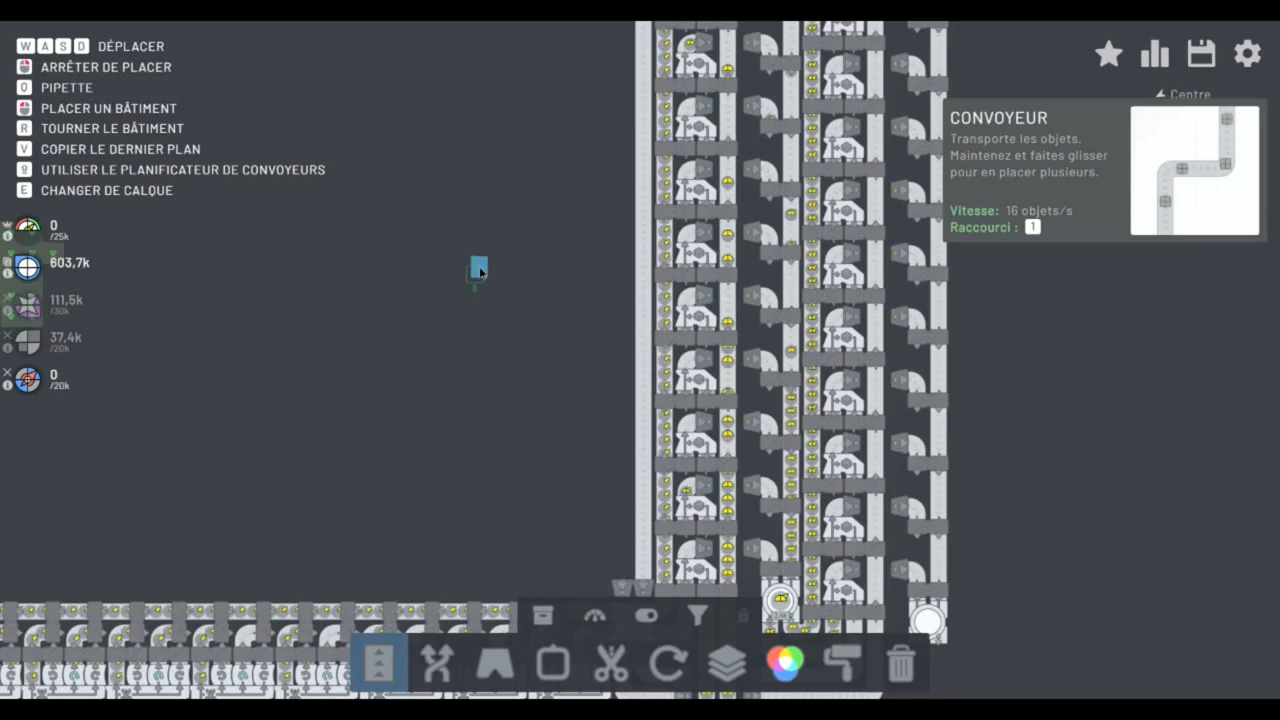 W A S D DÉPLACER
ARRÊTER DE PLACER
Q PIPETTE
PLACER UN BÂTIMENT
R TOURNER LE BÂTIMENT
V COPIER LE DERNIER PLAN
⇧ UTILISER LE PLANIFICATEUR DE CONVOYEURS
E CHANGER DE CALQUE
0
/25k
603,7k
111,5k
/30k
37,4k
/20k
0
/20k
Centre
CONVOYEUR
Transporte les objets.
Maintenez et faites glisser
pour en placer plusieurs.
Vitesse: 16 objets/s
Raccourci : 1